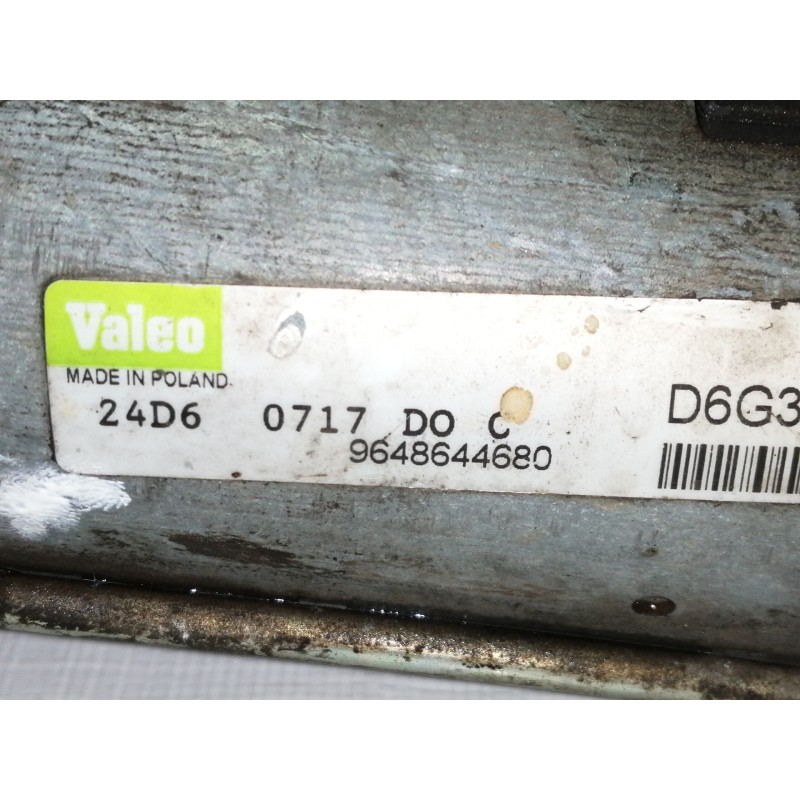 Valeo
MADE IN POLAND
24D6 0717 DO C
9648644680
D6G3